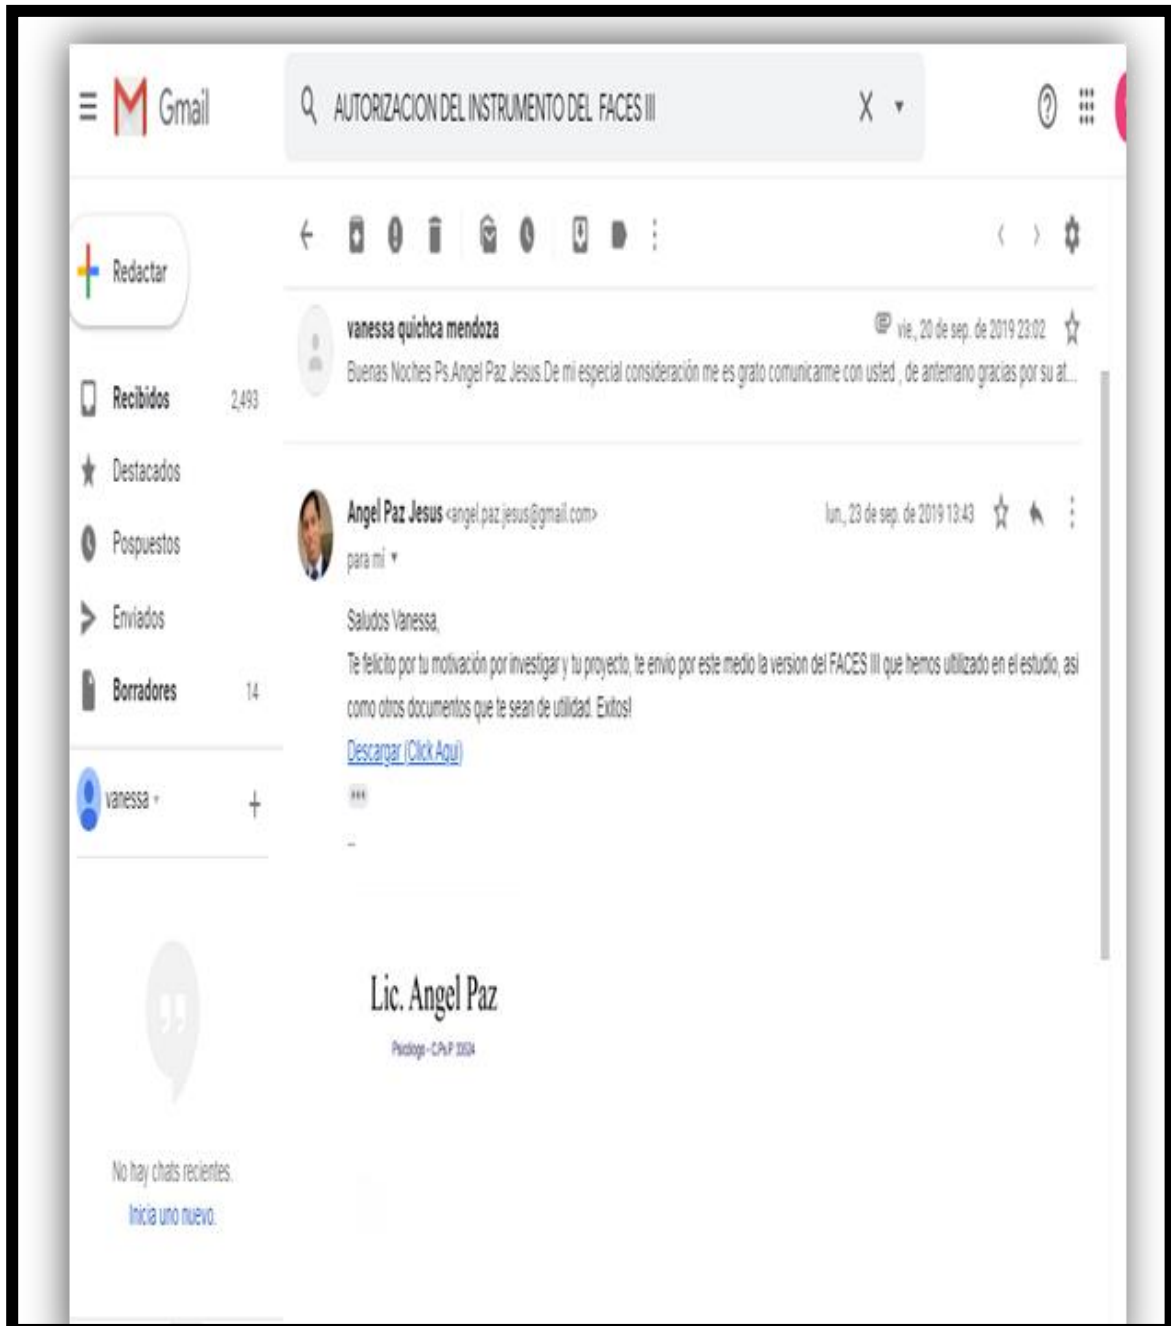 Gmail
AUTORIZACION DEL INSTRUMENTO DEL FACES III
Redactar
Recibidos 2,493
Destacados
Pospuestos
Enviados
Borradores 14
vanessa
No hay chats recientes.
Inicia uno nuevo.
vanessa quichca mendoza vie., 20 de sep. de 2019 23:02
Buenas Noches Ps.Angel Paz Jesus.De mi especial consideración me es grato comunicarme con usted , de antemano gracias por su at...
Angel Paz Jesus <angel.paz.jesus@gmail.com> lun., 23 de sep. de 2019 13:43
para mí
Saludos Vanessa,
Te felicito por tu motivación por investigar y tu proyecto, te envio por este medio la version del FACES III que hemos ultilizado en el estudio, asi
como otros documentos que te sean de utilidad. Exitos!
Descargar (Click Aqui)
...
--
Lic. Angel Paz
Psicólogo - C.Ps.P.